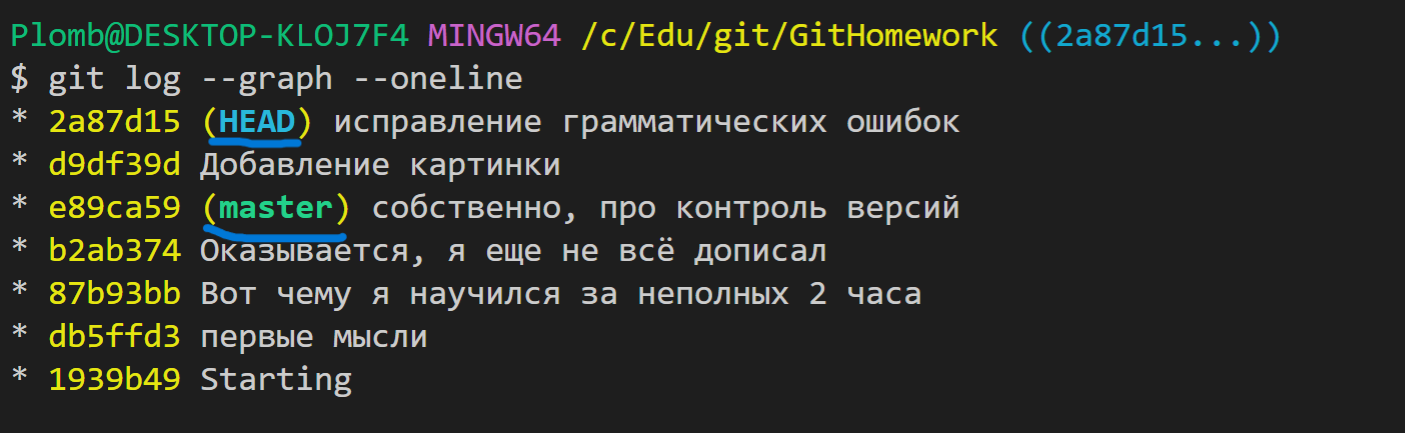 Plomb@DESKTOP-KLOJ7F4 MINGW64 /c/Edu/git/GitHomework ((2a87d15...))
$ git log --graph --oneline
* 2a87d15 (HEAD) исправление грамматических ошибок
* d9df39d Добавление картинки
* e89ca59 (master) собственно, про контроль версий
* b2ab374 Оказывается, я еще не всё дописал
* 87b93bb Вот чему я научился за неполных 2 часа
* db5ffd3 первые мысли
* 1939b49 Starting